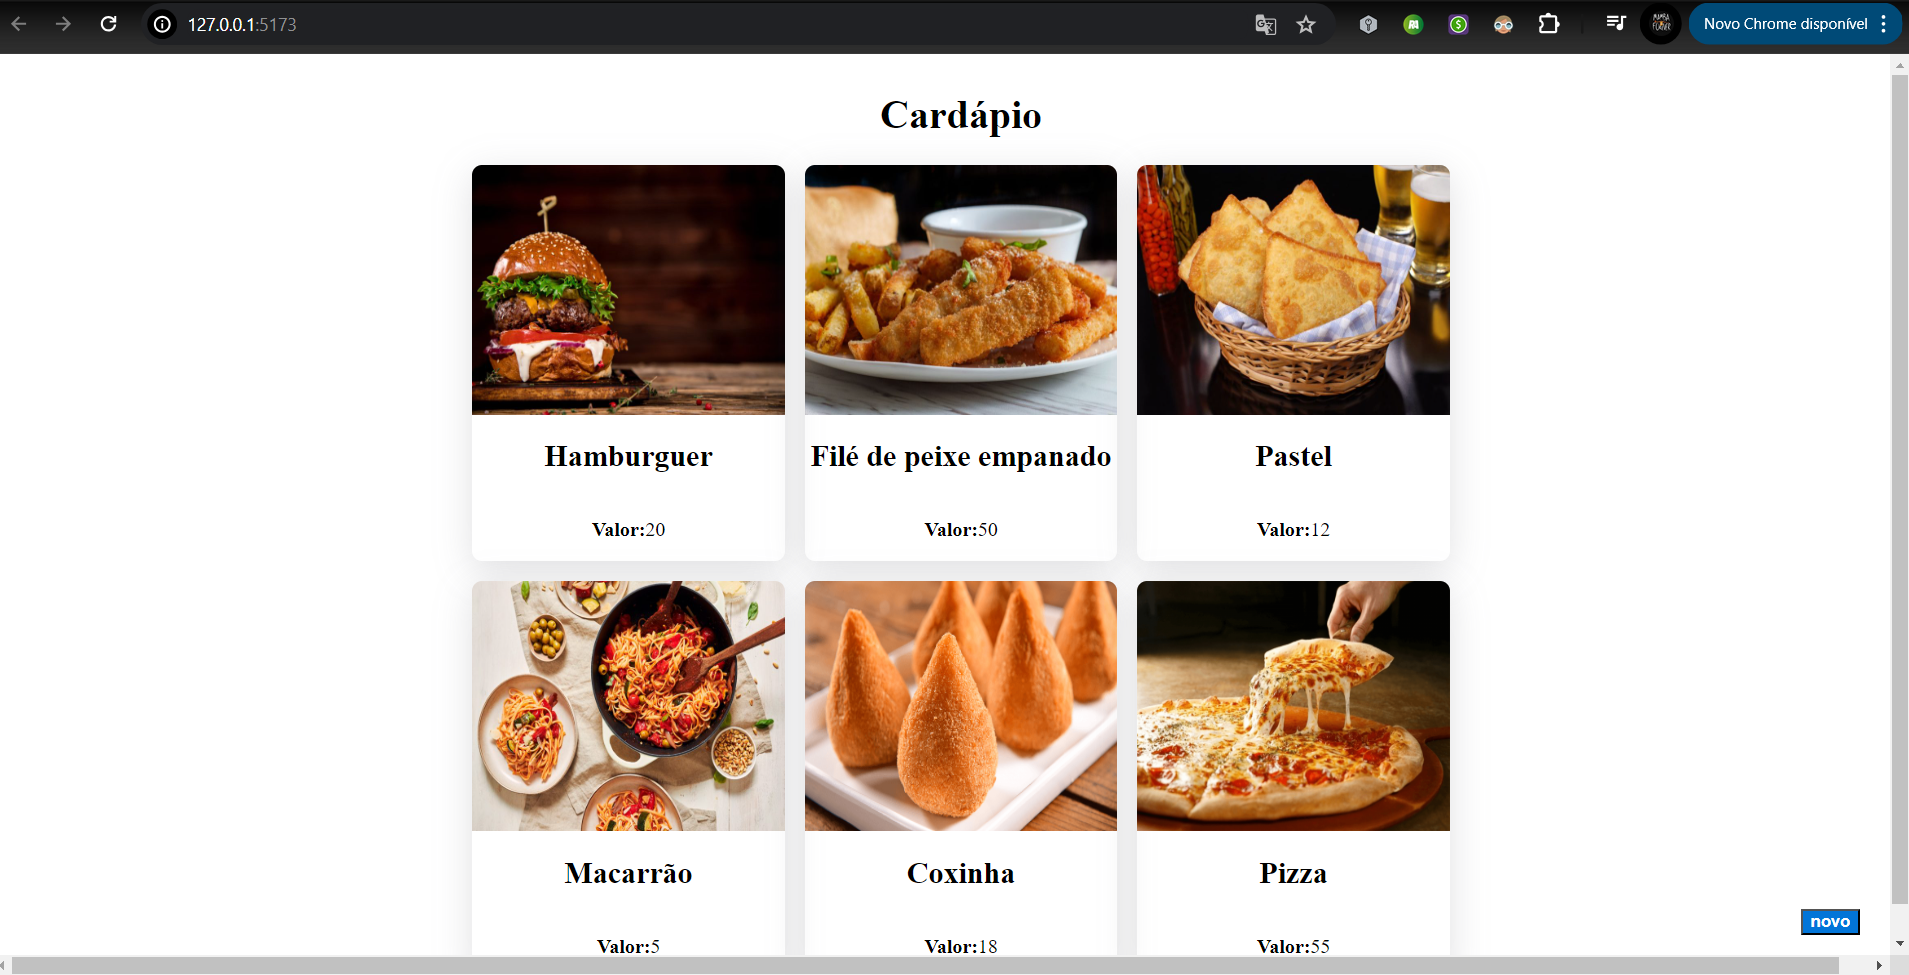 127.0.0.1:5173
Novo Chrome disponível
Cardápio
Hamburguer
Filé de peixe empanado
Pastel
Valor:20
Valor:50
Valor:12
Macarrão
Coxinha
Pizza
novo
Valor:5
Valor:18
Valor:55